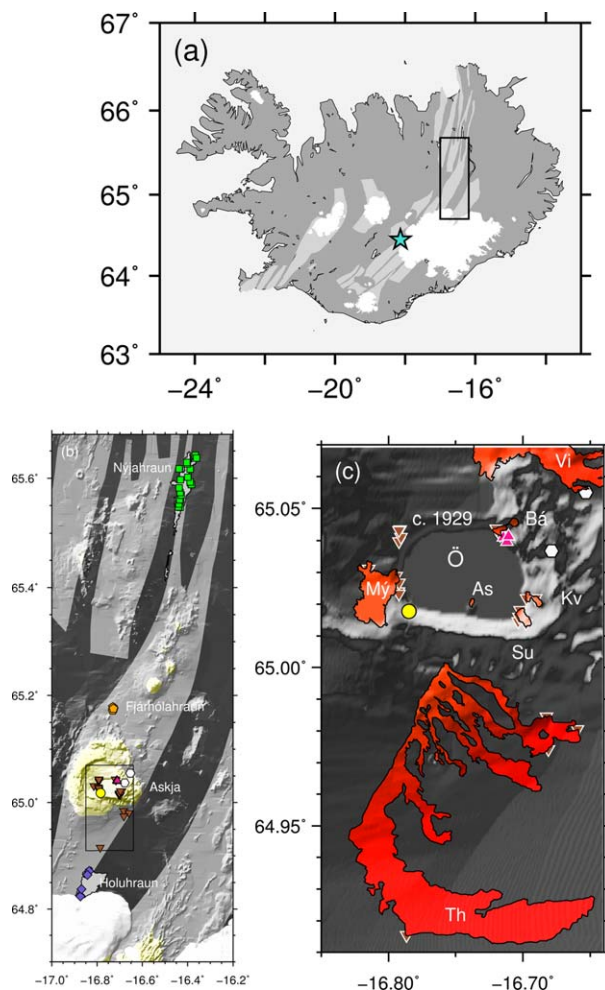 (a)
67°
66°
65°
64°
63°
−24° −20° −16°
(b)
Nýjahraun
65.6°
65.4°
65.2°
Fjárhólahraun
Askja
65.0°
Holuhraun
64.8°
−17.0° −16.8° −16.6° −16.4° −16.2°
(c)
Vi
65.05°
c. 1929
Bá
Ö
Mý
As
Kv
Su
65.00°
64.95°
Th
−16.80° −16.70°